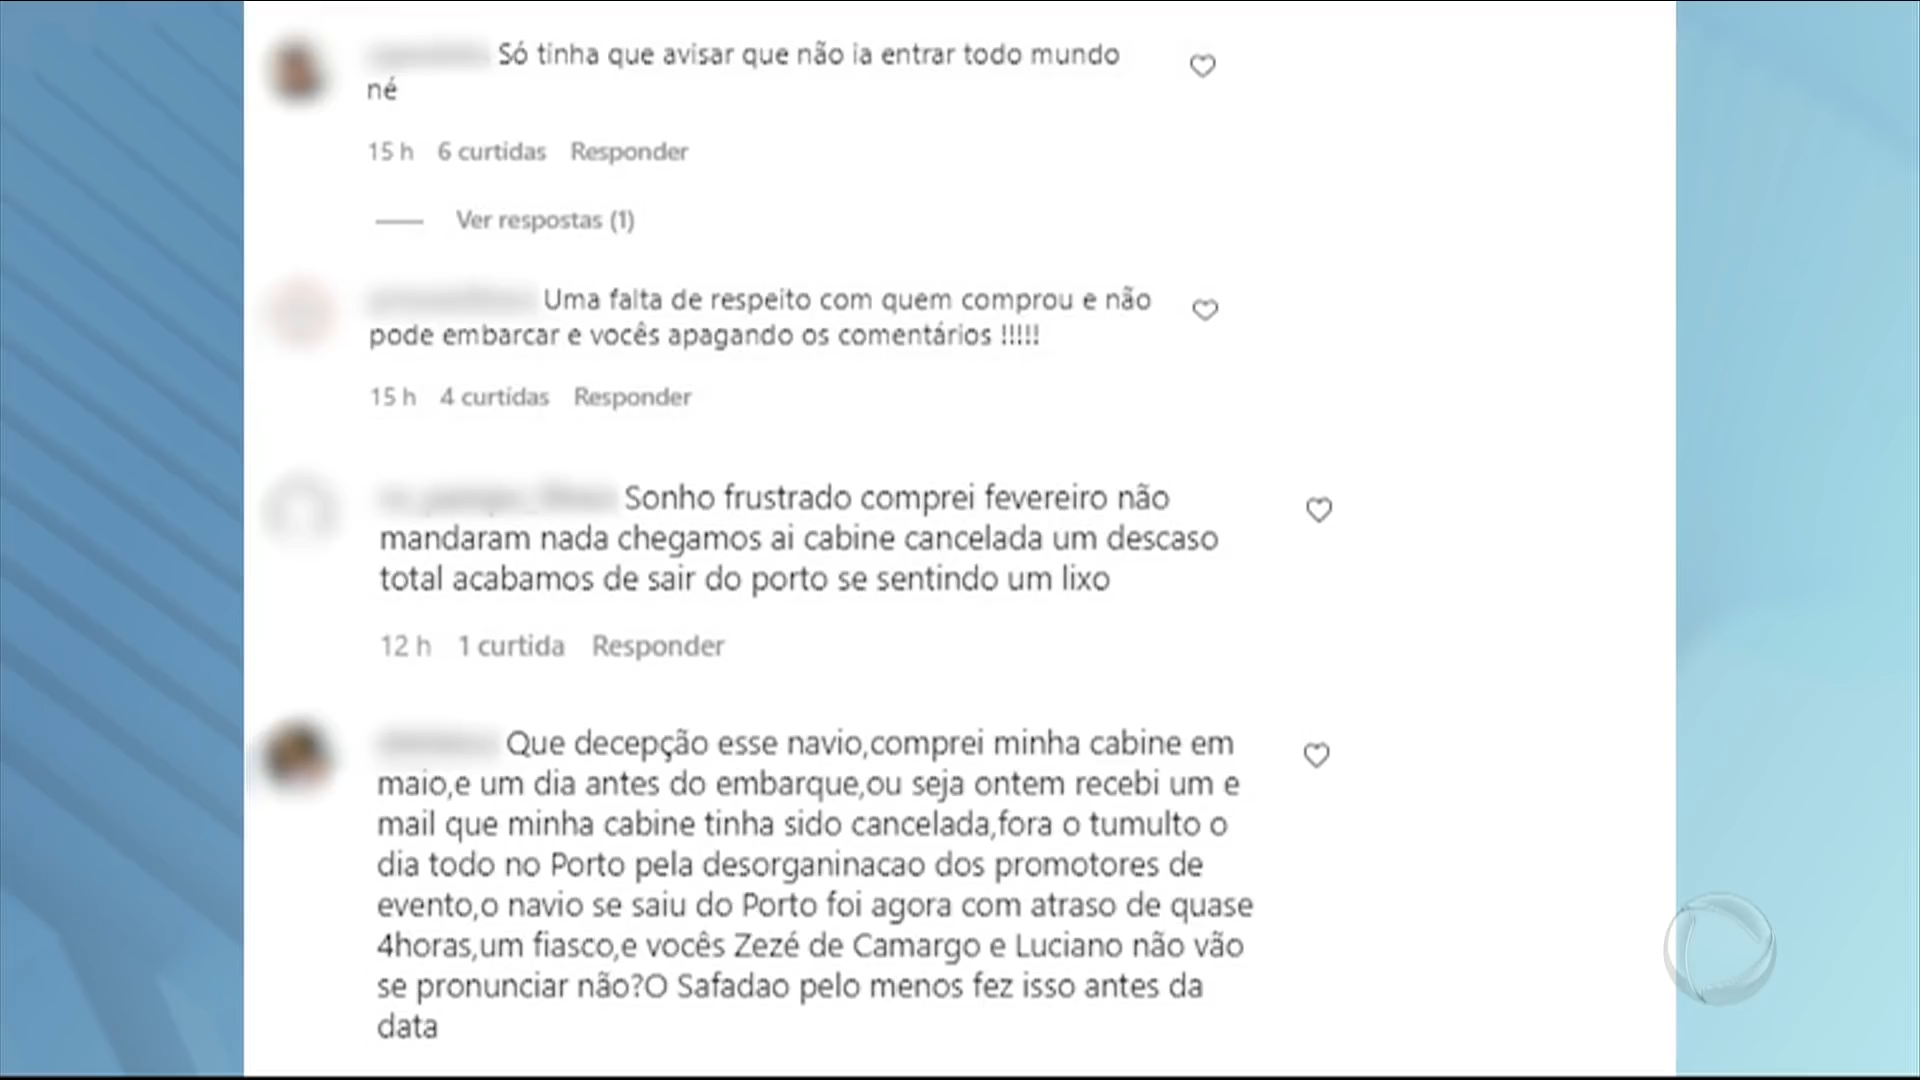 Só tinha que avisar que não ia entrar todo mundo
né
15 h 6 curtidas Responder
Ver respostas (1)
Uma falta de respeito com quem comprou e não
pode embarcar e vocês apagando os comentários !!!!!
15 h 4 curtidas Responder
Sonho frustrado comprei fevereiro não
mandaram nada chegamos ai cabine cancelada um descaso
total acabamos de sair do porto se sentindo um lixo
12 h 1 curtida Responder
Que decepção esse navio,comprei minha cabine em
maio,e um dia antes do embarque,ou seja ontem recebi um e
mail que minha cabine tinha sido cancelada,fora o tumulto o
dia todo no Porto pela desorganinacao dos promotores de
evento,o navio se saiu do Porto foi agora com atraso de quase
4horas,um fiasco,e vocês Zezé de Camargo e Luciano não vão
se pronunciar não?O Safadao pelo menos fez isso antes da
data